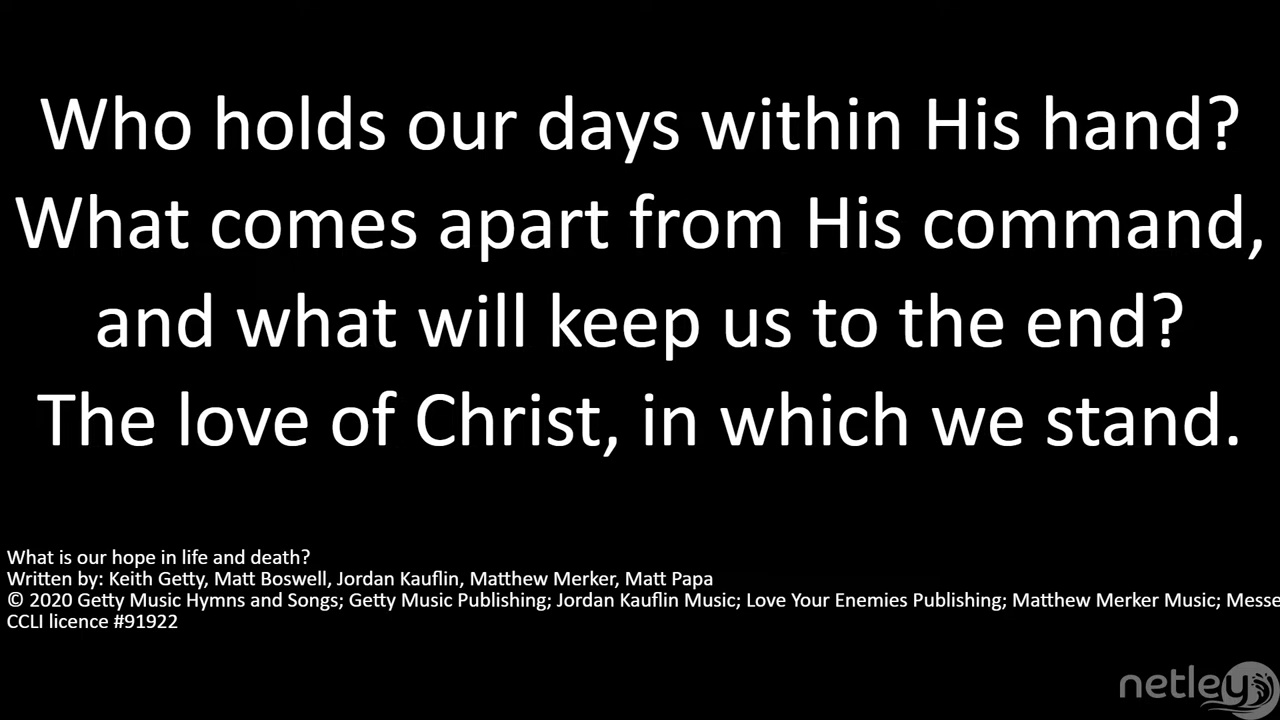 Who holds our days within His hand?
What comes apart from His command,
and what will keep us to the end?
The love of Christ, in which we stand.
What is our hope in life and death?
Written by: Keith Getty, Matt Boswell, Jordan Kauflin, Matthew Merker, Matt Papa
© 2020 Getty Music Hymns and Songs; Getty Music Publishing; Jordan Kauflin Music; Love Your Enemies Publishing; Matthew Merker Music; Messe
CCLI licence #91922
netley